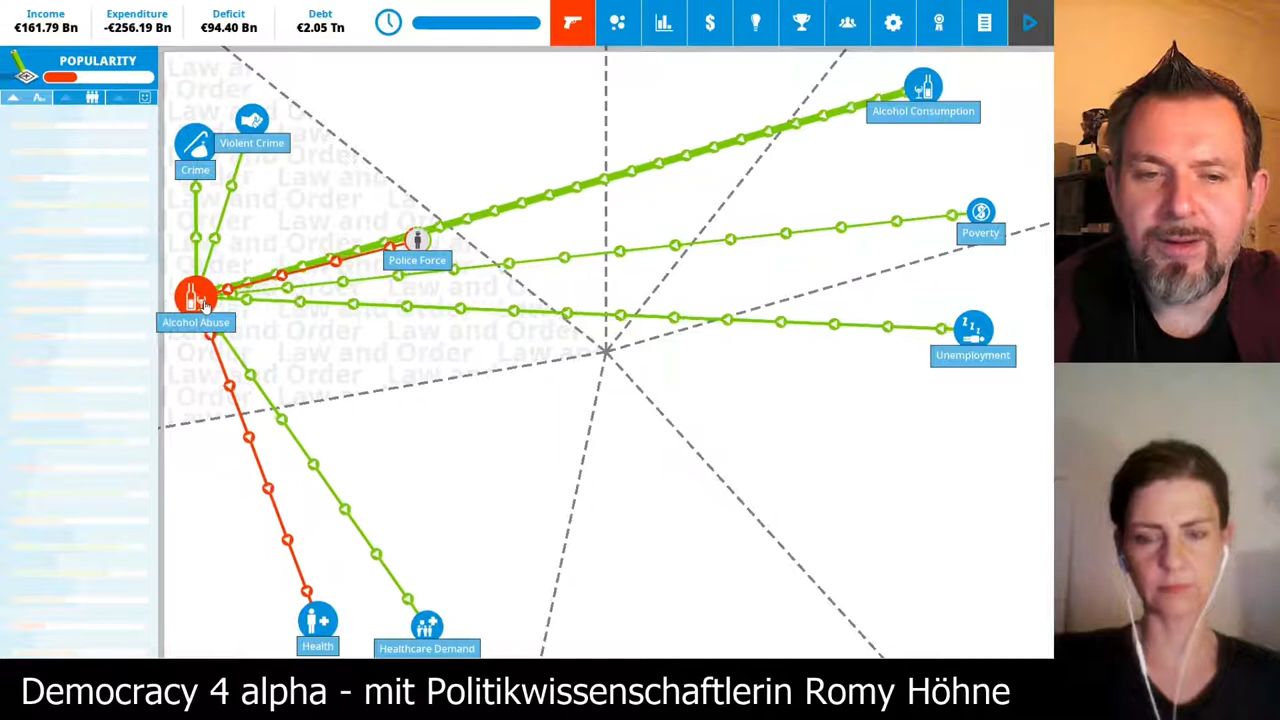 Income
€161.79 Bn
Expenditure
-€256.19 Bn
Deficit
€94.40 Bn
Debt
€2.05 Tn
POPULARITY
Law and Order
Alcohol Consumption
Violent Crime
Crime
Police Force
Poverty
Alcohol Abuse
Unemployment
Health
Healthcare Demand
Democracy 4 alpha - mit Politikwissenschaftlerin Romy Höhne